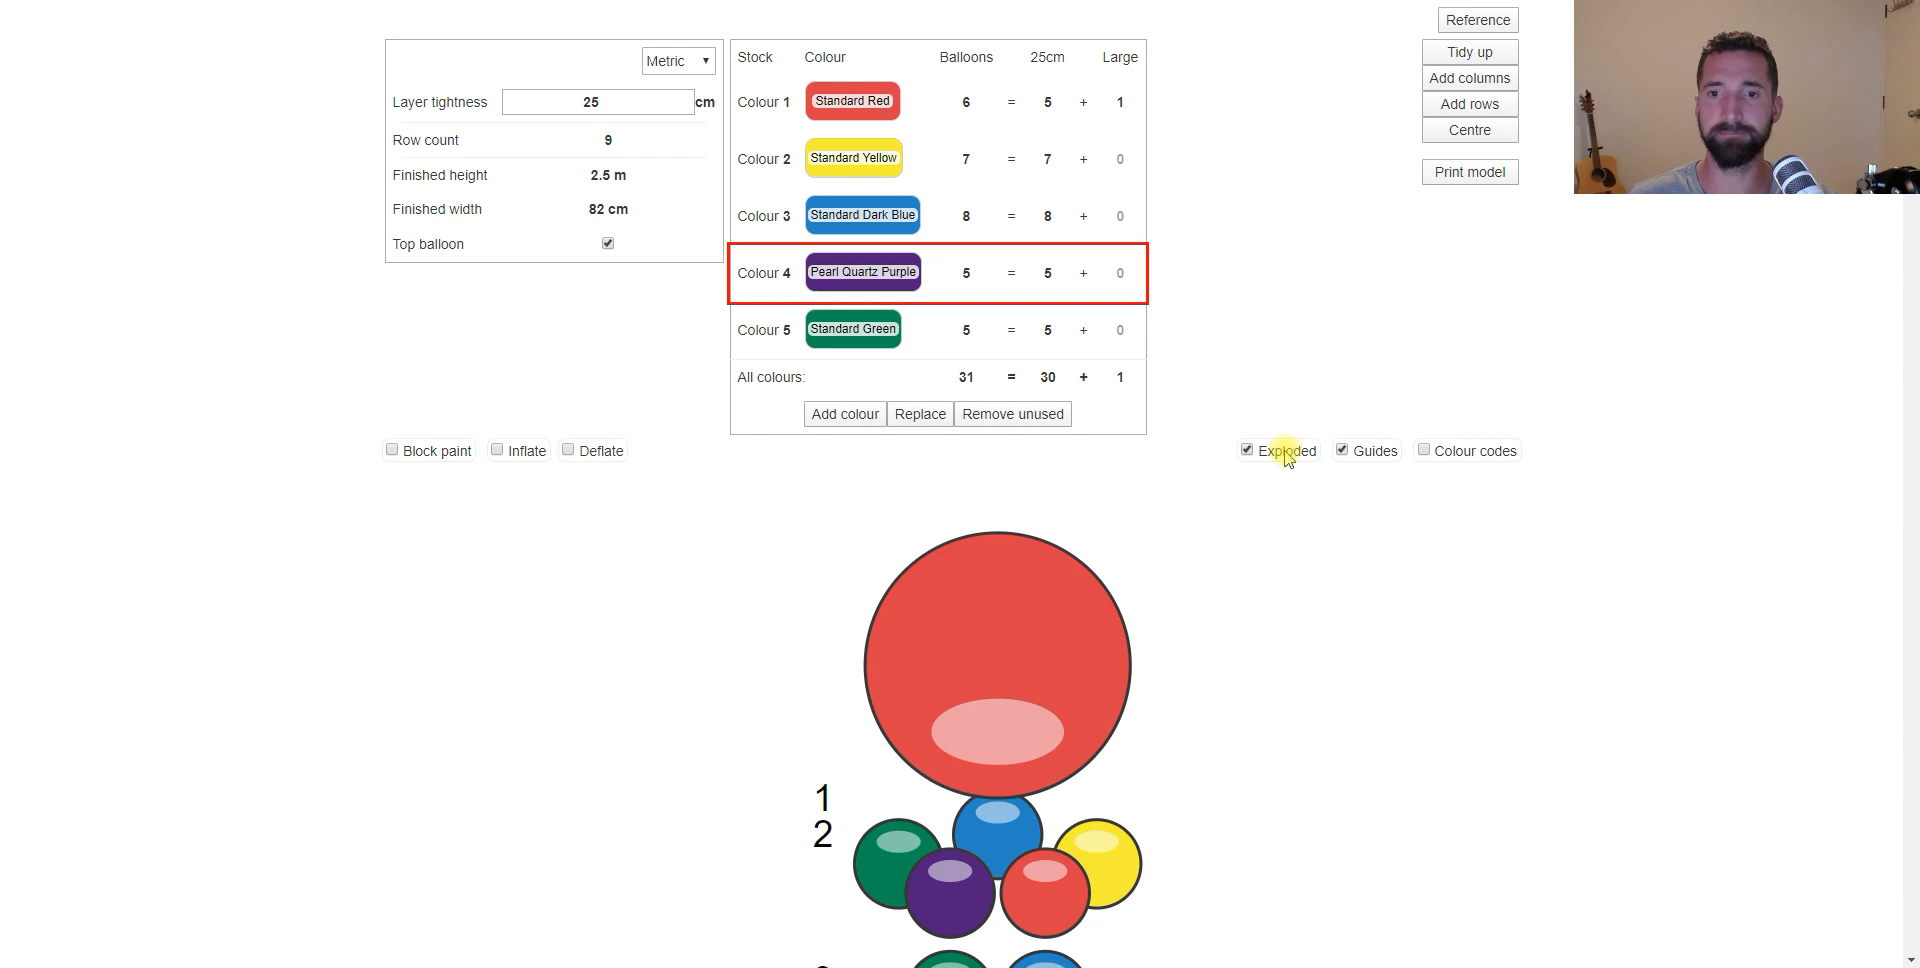 Reference
Metric ▼
Stock Colour Balloons 25cm Large
Tidy up
Add columns
Layer tightness 25 cm
Colour 1 Standard Red 6 = 5 + 1
Add rows
Centre
Row count 9
Colour 2 Standard Yellow 7 = 7 + 0
Print model
Finished height 2.5 m
Finished width 82 cm
Colour 3 Standard Dark Blue 8 = 8 + 0
Top balloon
Colour 4 Pearl Quartz Purple 5 = 5 + 0
Colour 5 Standard Green 5 = 5 + 0
All colours: 31 = 30 + 1
Add colour Replace Remove unused
Block paint Inflate Deflate Exploded Guides Colour codes
1
2